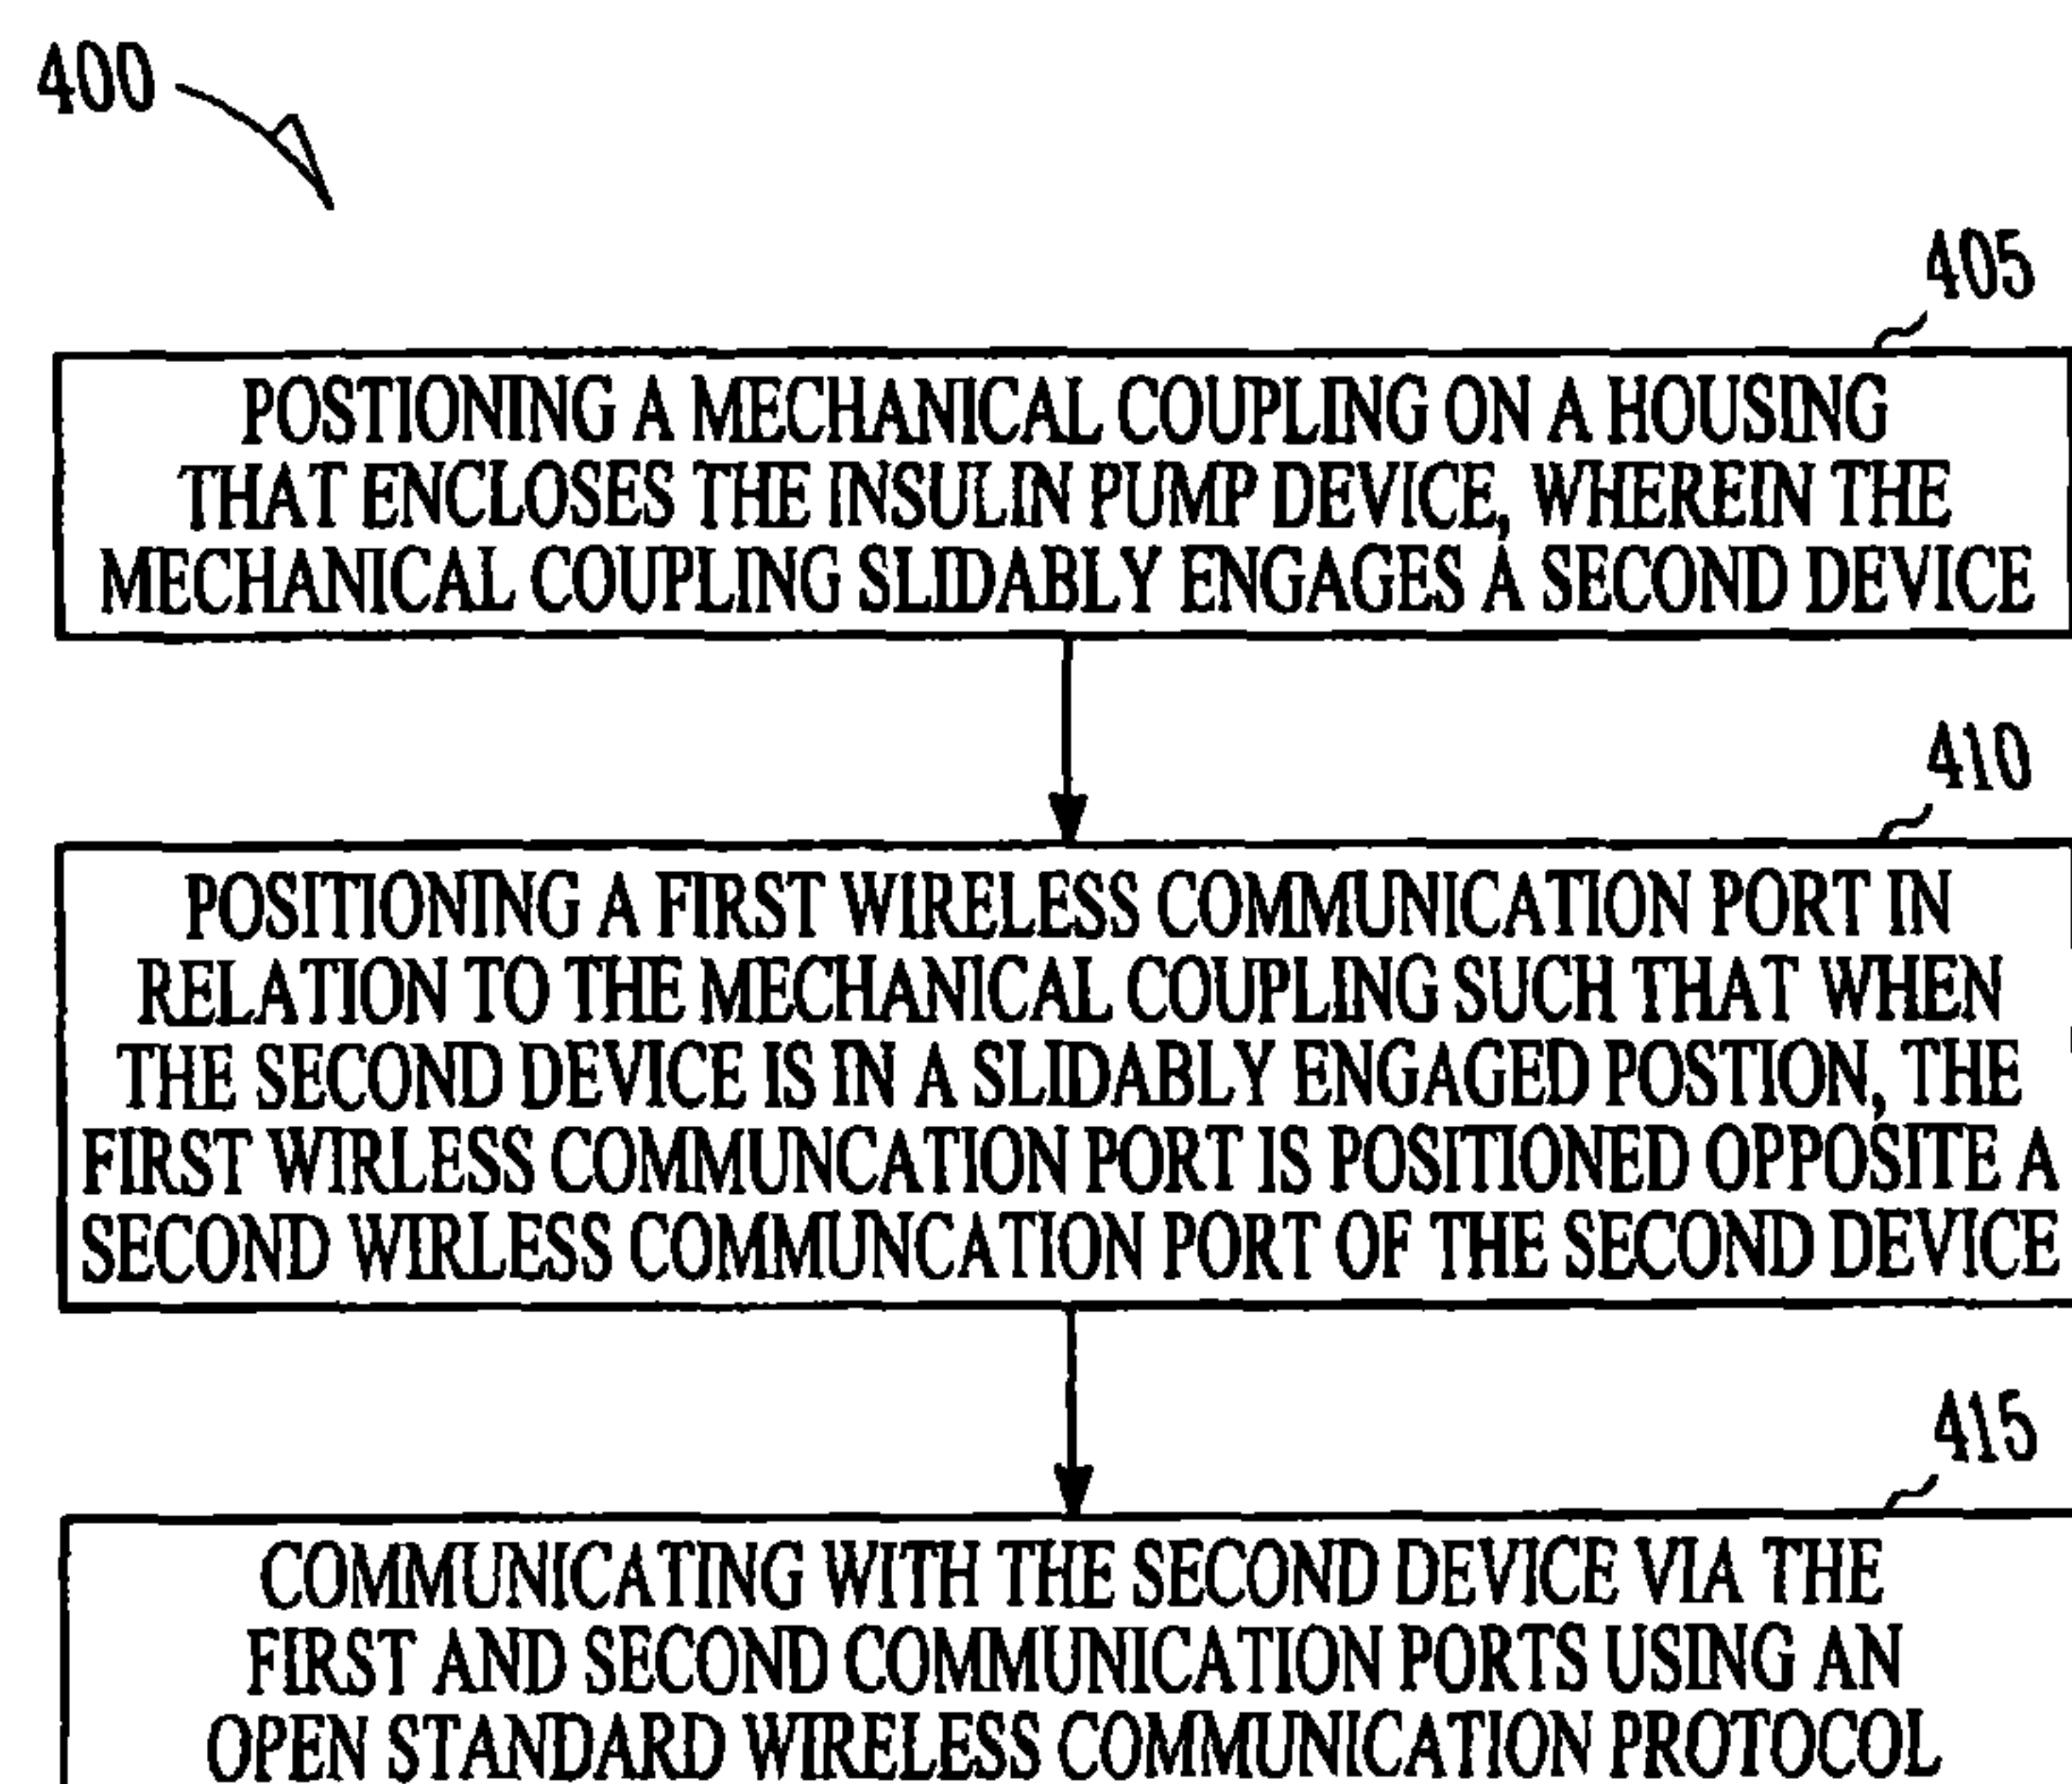 400
405
POSTIONING A MECHANICAL COUPLING ON A HOUSING
THAT ENCLOSES THE INSULIN PUMP DEVICE, WHEREIN THE
MECHANICAL COUPLING SLIDABLY ENGAGES A SECOND DEVICE
410
POSITIONING A FIRST WIRELESS COMMUNICATION PORT IN
RELATION TO THE MECHANICAL COUPLING SUCH THAT WHEN
THE SECOND DEVICE IS IN A SLIDABLY ENGAGED POSTION, THE
FIRST WIRLESS COMMUNCATION PORT IS POSITIONED OPPOSITE A
SECOND WIRLESS COMMUNCATION PORT OF THE SECOND DEVICE
415
COMMUNICATING WITH THE SECOND DEVICE VIA THE
FIRST AND SECOND COMMUNICATION PORTS USING AN
OPEN STANDARD WIRELESS COMMUNICATION PROTOCOL